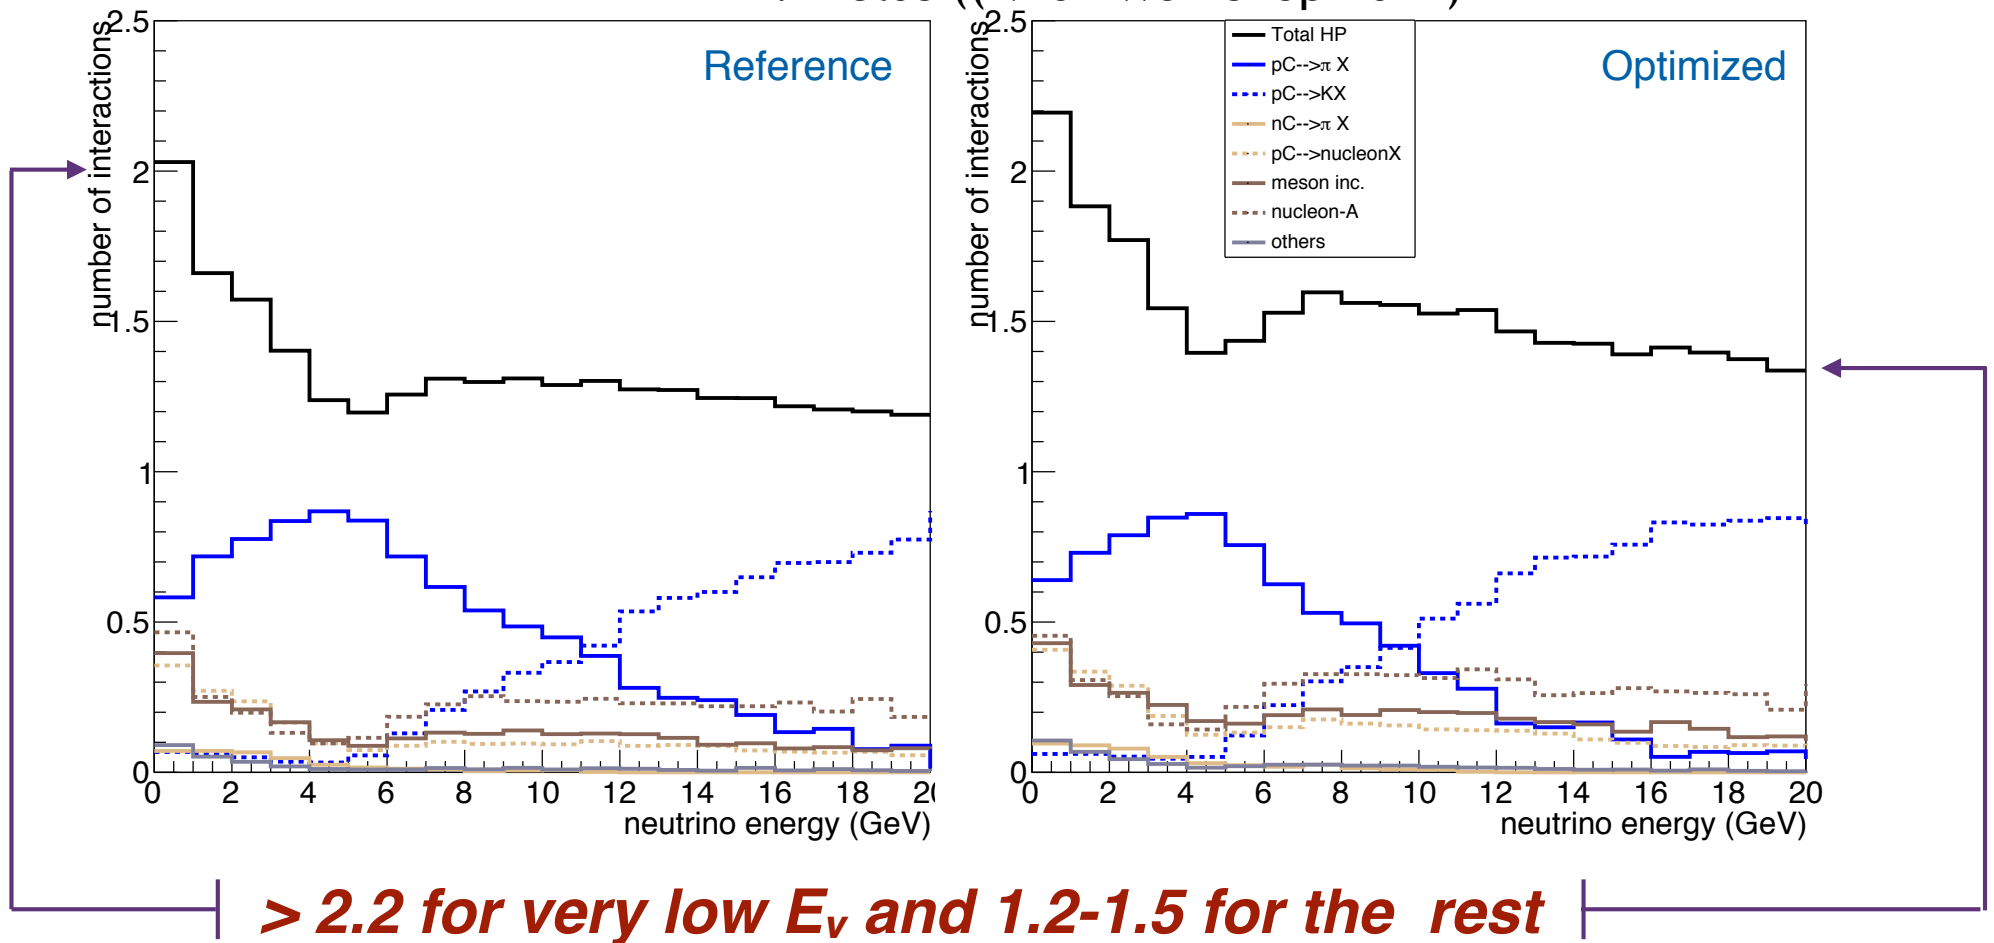 Reference
number of interactions
2.5
2
1.5
1
0.5
0
0 2 4 6 8 10 12 14 16 18
neutrino energy (GeV)
Optimized
number of interactions
2.5
2
1.5
1
0.5
0
0 2 4 6 8 10 12 14 16 18 20
neutrino energy (GeV)
Total HP
pC-->π X
pC-->KX
nC-->π X
pC-->nucleonX
meson inc.
nucleon-A
others
> 2.2 for very low Eᵥ and 1.2-1.5 for the rest